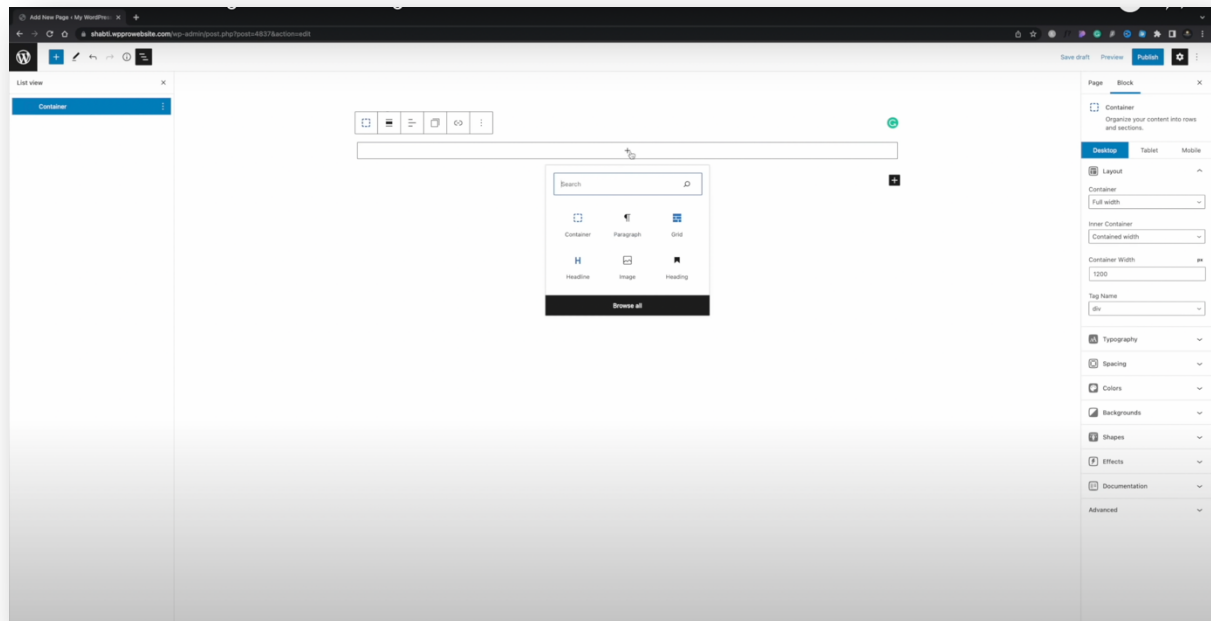 Add New Page ‹ My WordPres
shabti.wpprowebsite.com/wp-admin/post.php?post=4837&action=edit
Save draft Preview Publish
List view
Container
Search
Container Paragraph Grid
Headline Image Heading
Browse all
Page Block
Container
Organize your content into rows
and sections.
Desktop Tablet Mobile
Layout
Container
Full width
Inner Container
Contained width
Container Width px
1200
Tag Name
div
Typography
Spacing
Colors
Backgrounds
Shapes
Effects
Documentation
Advanced